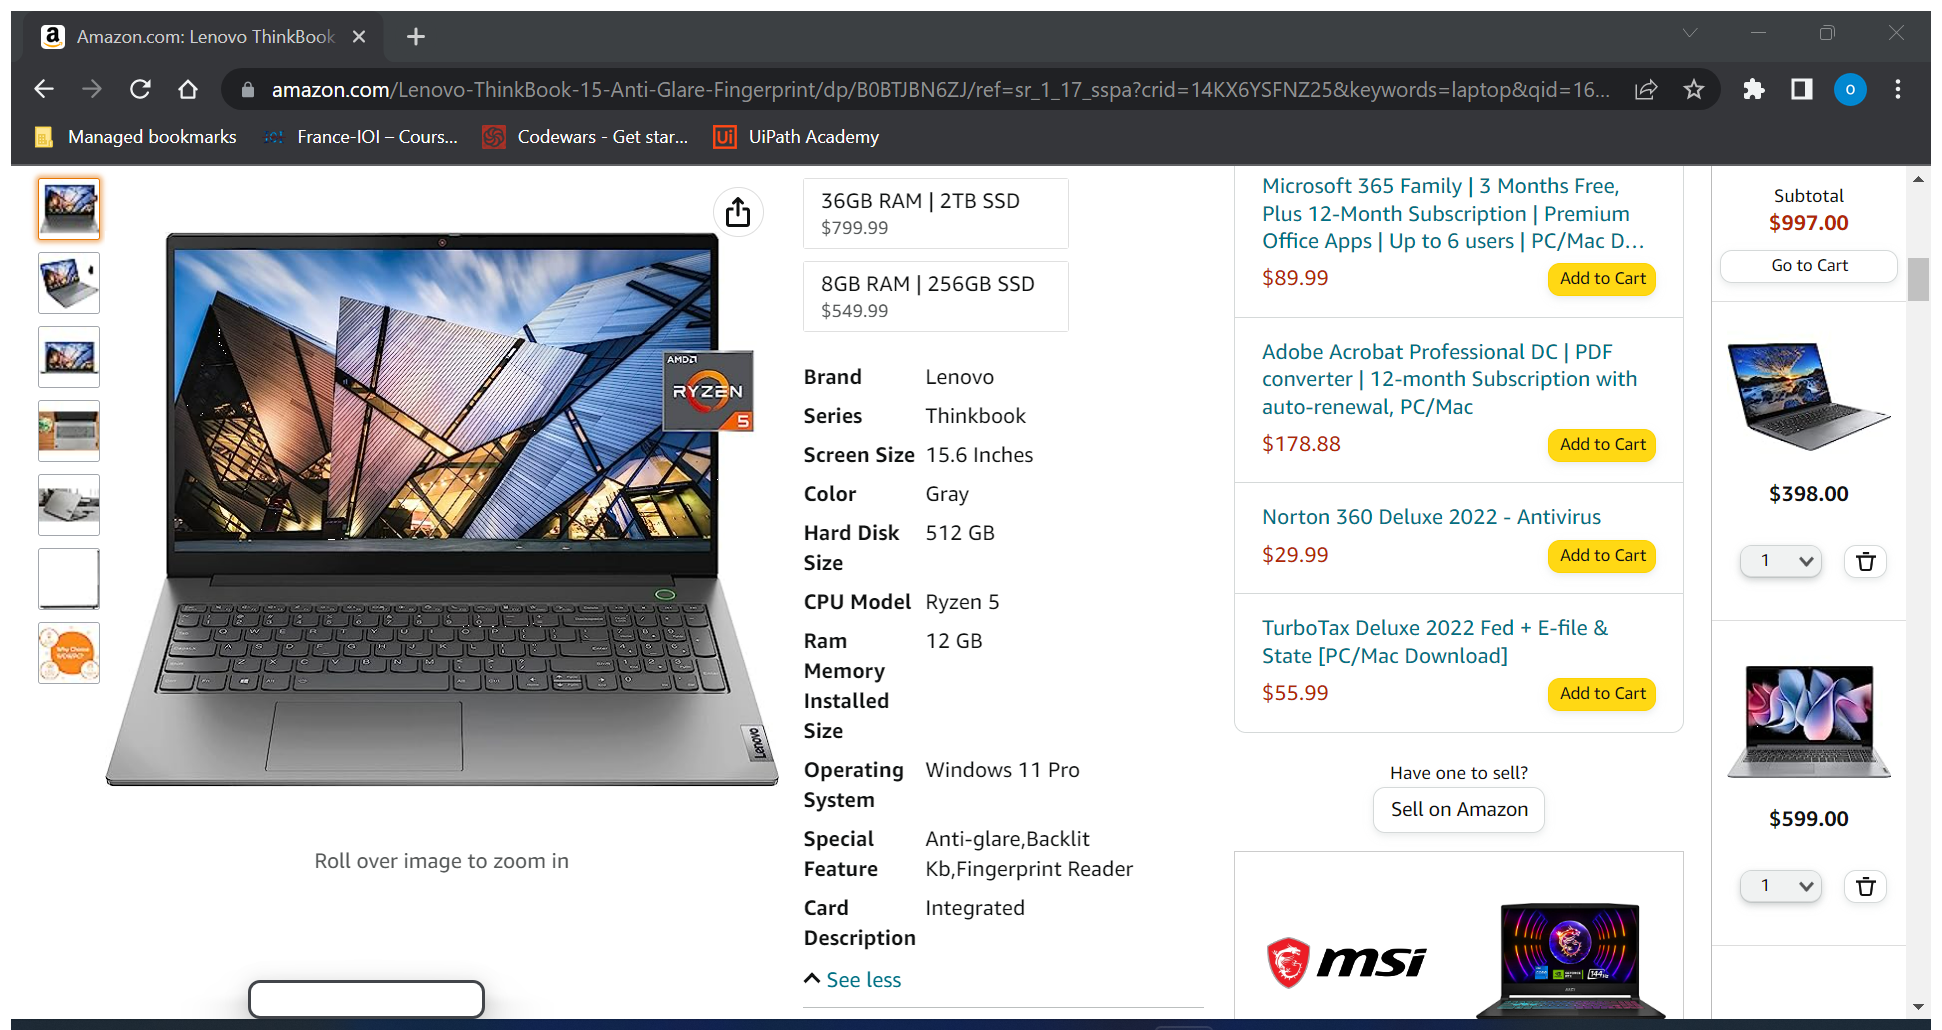 Amazon.com: Lenovo ThinkBook
amazon.com/Lenovo-ThinkBook-15-Anti-Glare-Fingerprint/dp/B0BTJBN6ZJ/ref=sr_1_17_sspa?crid=14KX6YSFNZ25&keywords=laptop&qid=16...
O
Managed bookmarks
France-IOI – Cours...
Codewars - Get star...
Ui
UiPath Academy
AMD
RYZEN
5
Lenovo
Roll over image to zoom in
36GB RAM | 2TB SSD
$799.99
8GB RAM | 256GB SSD
$549.99
Brand Lenovo
Series Thinkbook
Screen Size 15.6 Inches
Color Gray
Hard Disk 512 GB
Size
CPU Model Ryzen 5
Ram 12 GB
Memory
Installed
Size
Operating Windows 11 Pro
System
Special Anti-glare,Backlit
Feature Kb,Fingerprint Reader
Card Integrated
Description
See less
Microsoft 365 Family | 3 Months Free,
Plus 12-Month Subscription | Premium
Office Apps | Up to 6 users | PC/Mac D...
$89.99 Add to Cart
Adobe Acrobat Professional DC | PDF
converter | 12-month Subscription with
auto-renewal, PC/Mac
$178.88 Add to Cart
Norton 360 Deluxe 2022 - Antivirus
$29.99 Add to Cart
TurboTax Deluxe 2022 Fed + E-file &
State [PC/Mac Download]
$55.99 Add to Cart
Have one to sell?
Sell on Amazon
msi
Subtotal
$997.00
Go to Cart
$398.00
1
$599.00
1